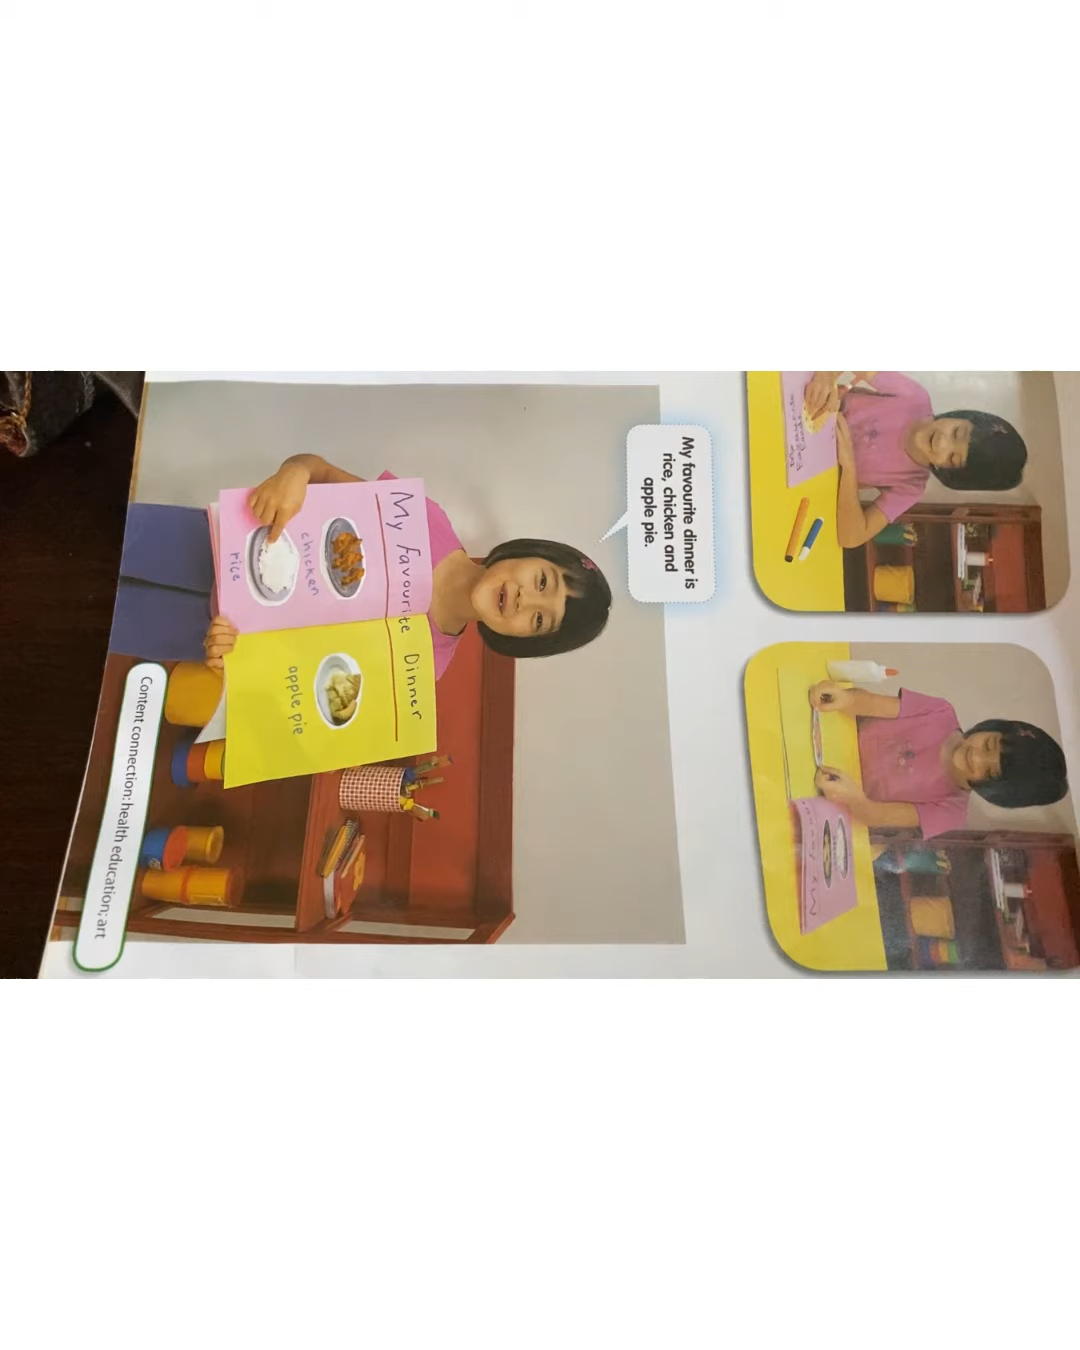 My favourite dinner is
rice, chicken and
apple pie.
My Favourite Dinner
chicken
rice
apple pie
Content connection: health education; art